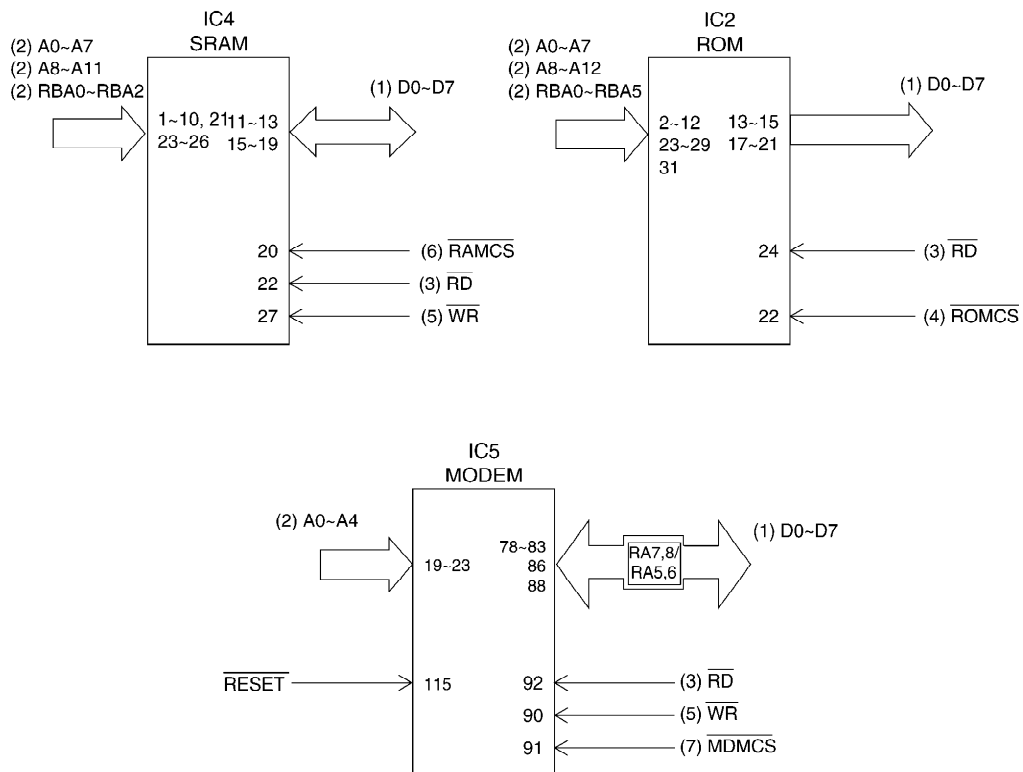 IC4
SRAM
(2) A0~A7
(2) A8~A11
(2) RBA0~RBA2
1~10, 21
23~26
11~13
15~19
(1) D0~D7
20
(6) RAMCS
22
(3) RD
27
(5) WR
IC2
ROM
(2) A0~A7
(2) A8~A12
(2) RBA0~RBA5
2~12
23~29
31
13~15
17~21
(1) D0~D7
24
(3) RD
22
(4) ROMCS
IC5
MODEM
(2) A0~A4
19~23
78~83
86
88
RA7,8/
RA5,6
(1) D0~D7
RESET
115
92
(3) RD
90
(5) WR
91
(7) MDMCS